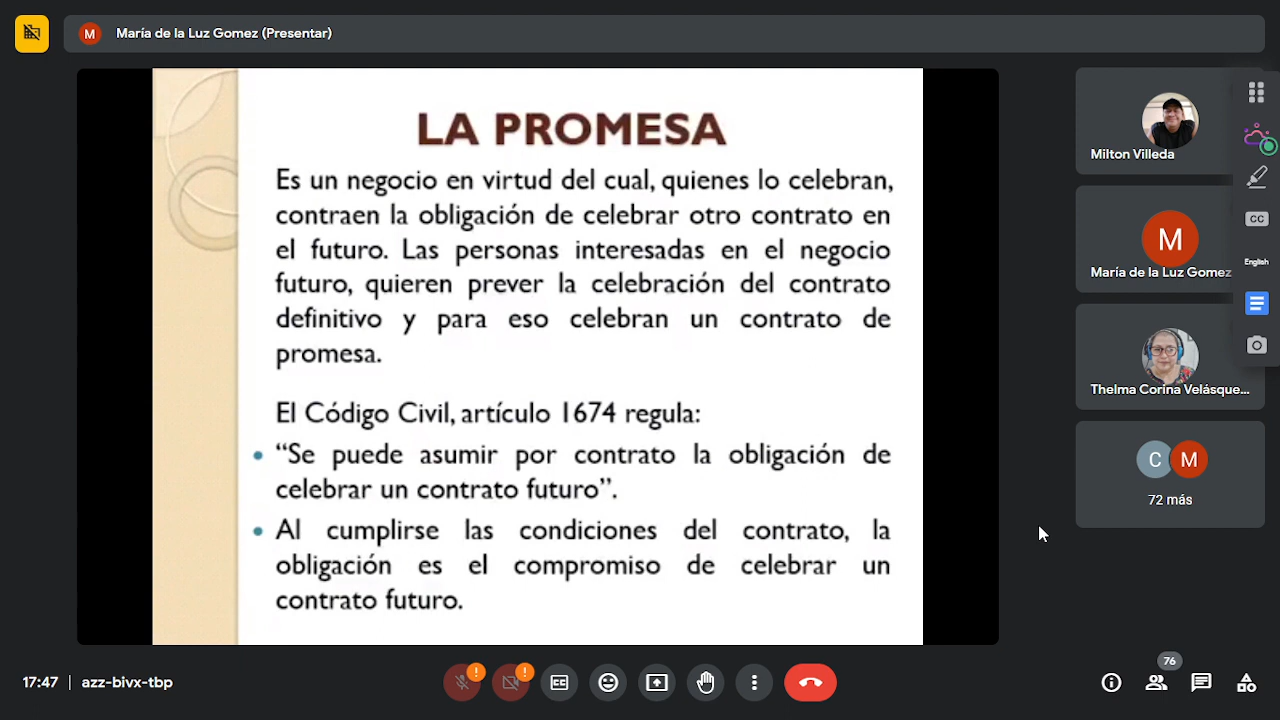 María de la Luz Gomez (Presentar)
LA PROMESA
Es un negocio en virtud del cual, quienes lo celebran,
contraen la obligación de celebrar otro contrato en
el futuro. Las personas interesadas en el negocio
futuro, quieren prever la celebración del contrato
definitivo y para eso celebran un contrato de
promesa.
El Código Civil, artículo 1674 regula:
• “Se puede asumir por contrato la obligación de
celebrar un contrato futuro”.
• Al cumplirse las condiciones del contrato, la
obligación es el compromiso de celebrar un
contrato futuro.
Milton Villeda
M
María de la Luz Gomez
Thelma Corina Velásque...
C M
72 más
CC
English
17:47 | azz-bivx-tbp
76